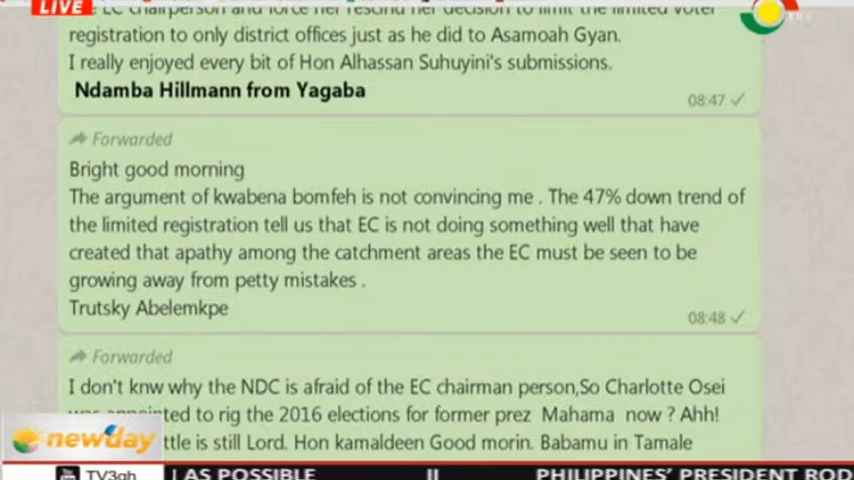 LIVE
EC chairperson and force her rescind her decision to limit the limited voter
registration to only district offices just as he did to Asamoah Gyan.
I really enjoyed every bit of Hon Alhassan Suhuyini's submissions.
Ndamba Hillmann from Yagaba
08:47
Forwarded
Bright good morning
The argument of kwabena bomfeh is not convincing me . The 47% down trend of
the limited registration tell us that EC is not doing something well that have
created that apathy among the catchment areas the EC must be seen to be
growing away from petty mistakes .
Trutsky Abelemkpe
08:48
Forwarded
I don't knw why the NDC is afraid of the EC chairman person,So Charlotte Osei
was appointed to rig the 2016 elections for former prez Mahama now ? Ahh!
ttle is still Lord. Hon kamaldeen Good morin. Babamu in Tamale
newday
TV3gh
AS POSSIBLE || PHILIPPINES' PRESIDENT ROD